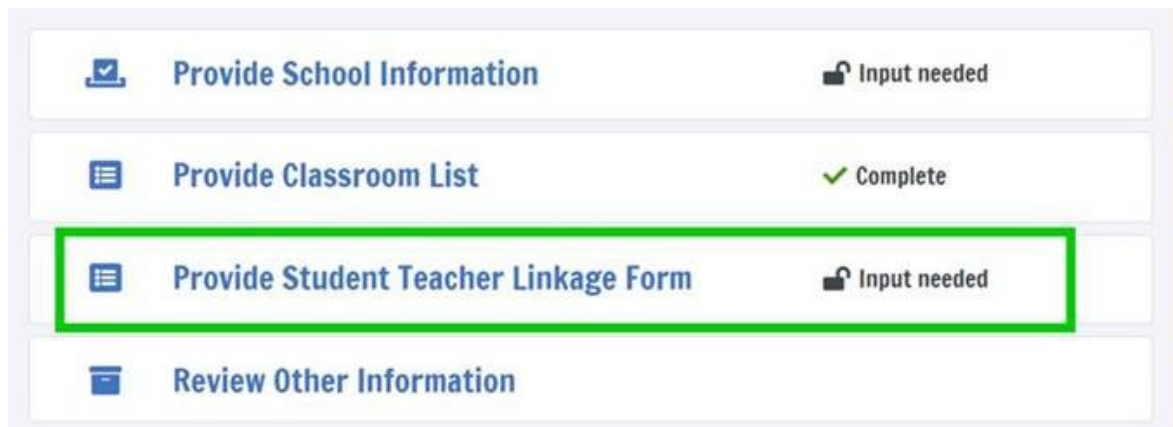 Provide School Information Input needed
Provide Classroom List Complete
Provide Student Teacher Linkage Form Input needed
Review Other Information